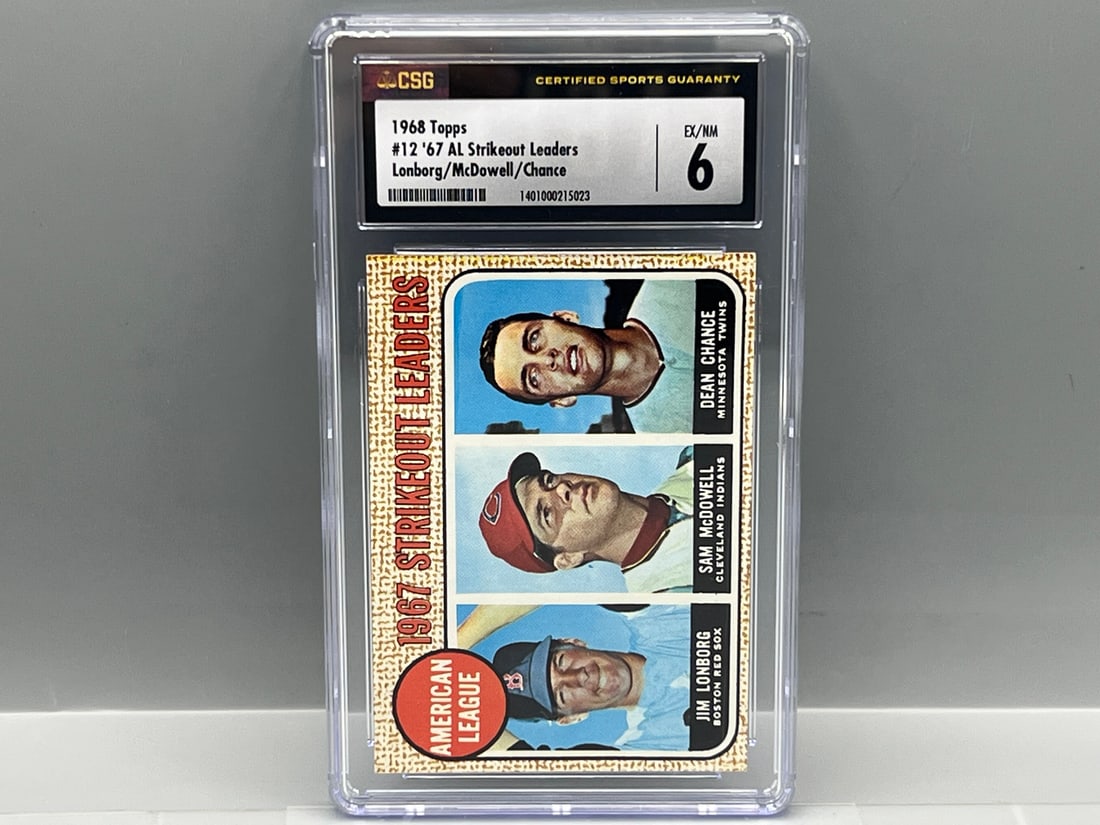 CSG
CERTIFIED SPORTS GUARANTY
1968 Topps
#12 '67 AL Strikeout Leaders
Lonborg/McDowell/Chance
EX/NM
6
1401000215023
1967 STRIKEOUT LEADERS
AMERICAN
LEAGUE
JIM LONBORG
BOSTON RED SOX
SAM McDOWELL
CLEVELAND INDIANS
DEAN CHANCE
MINNESOTA TWINS